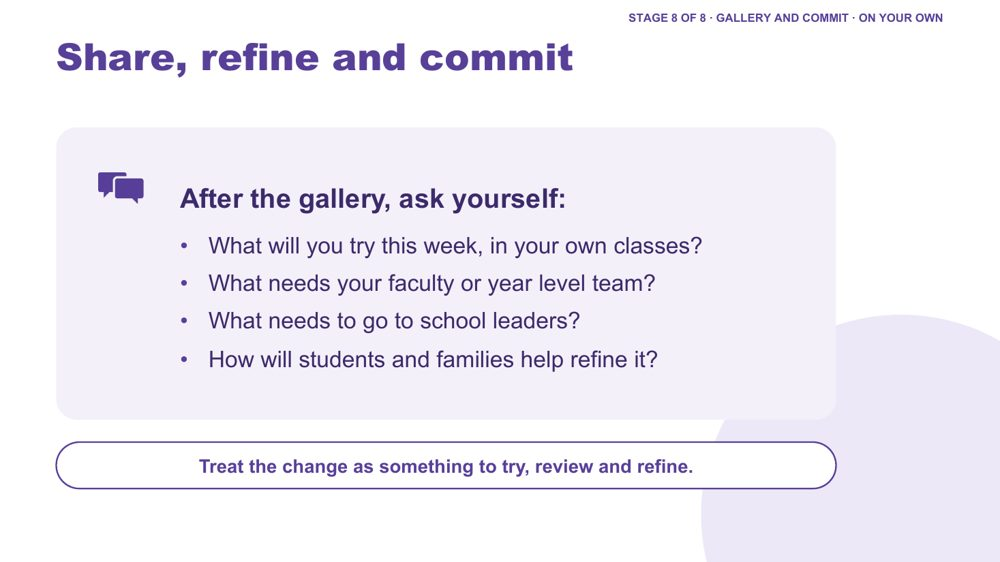 STAGE 8 OF 8 · GALLERY AND COMMIT · ON YOUR OWN
Share, refine and commit
After the gallery, ask yourself:
• What will you try this week, in your own classes?
• What needs your faculty or year level team?
• What needs to go to school leaders?
• How will students and families help refine it?
Treat the change as something to try, review and refine.